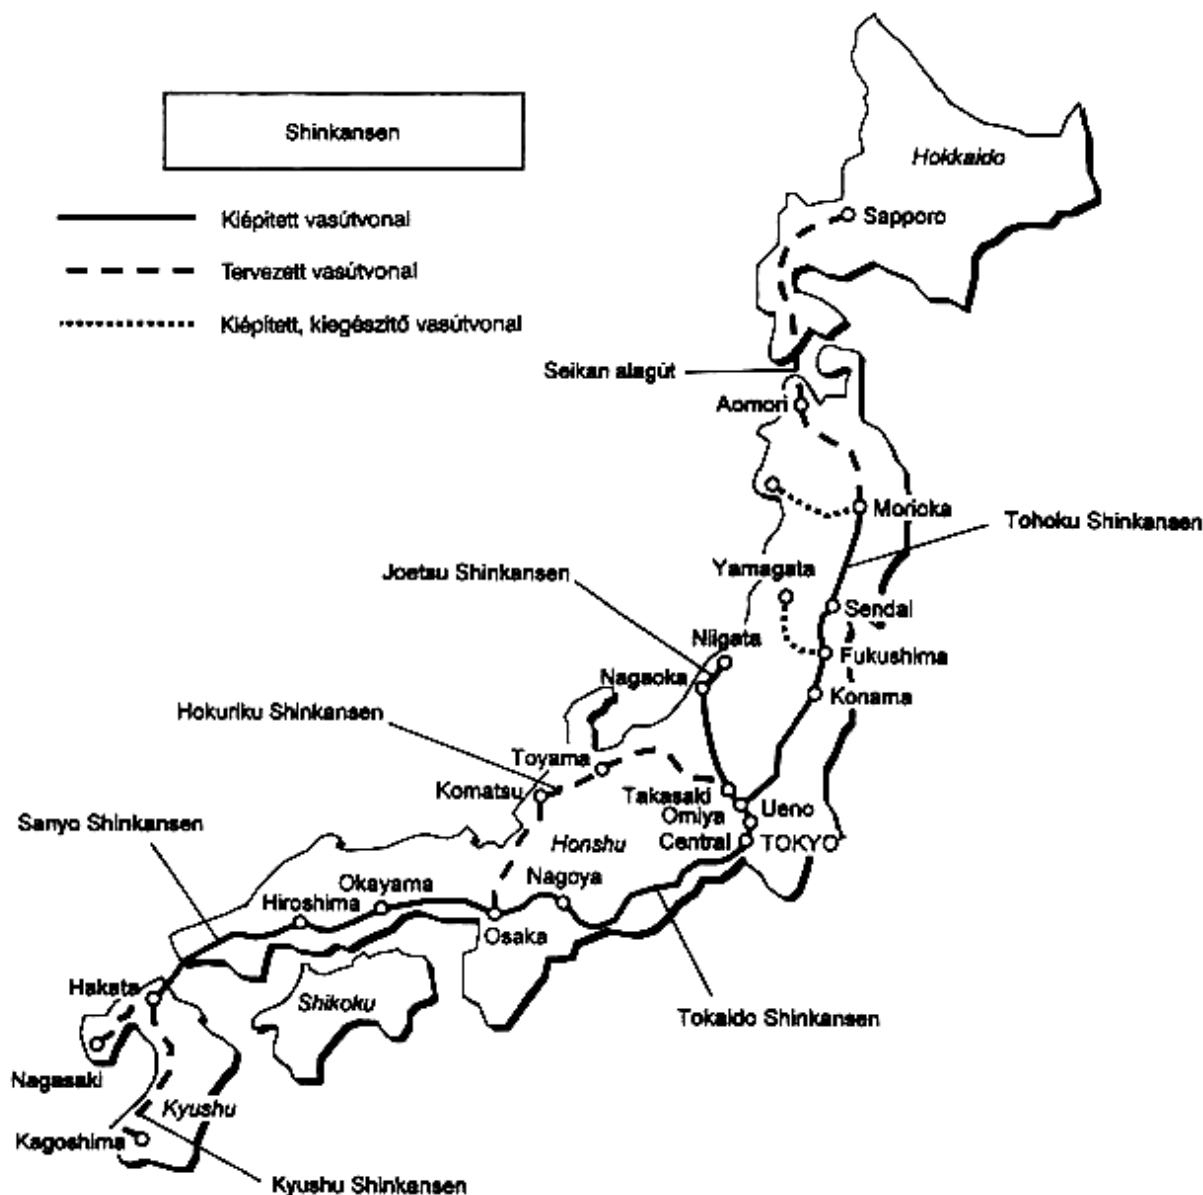 Shinkansen
Kiépített vasútvonal
Tervezett vasútvonal
Kiépített, kiegészítő vasútvonal
Hokkaido
Sapporo
Seikan alagút
Aomori
Morioka
Tohoku Shinkansen
Joetsu Shinkansen
Yamagata
Sendai
Niigata
Fukushima
Nagaoka
Konama
Hokuriku Shinkansen
Toyama
Komatsu
Takasaki
Omiya
Ueno
Sanyo Shinkansen
Honshu
Central
TOKYO
Okayama
Nagoya
Hiroshima
Osaka
Hakata
Shikoku
Tokaido Shinkansen
Nagasaki
Kyushu
Kagoshima
Kyushu Shinkansen